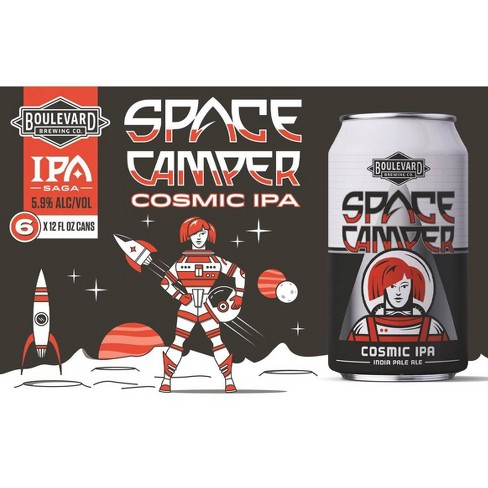 BOULEVARD
BREWING CO.
IPA
SAGA
5.9% ALC/VOL
6 X 12 FL OZ CANS
SPACE
CAMPER
COSMIC IPA
BOULEVARD
BREWING CO.
SPACE
CAMPER
COSMIC IPA
INDIA PALE ALE